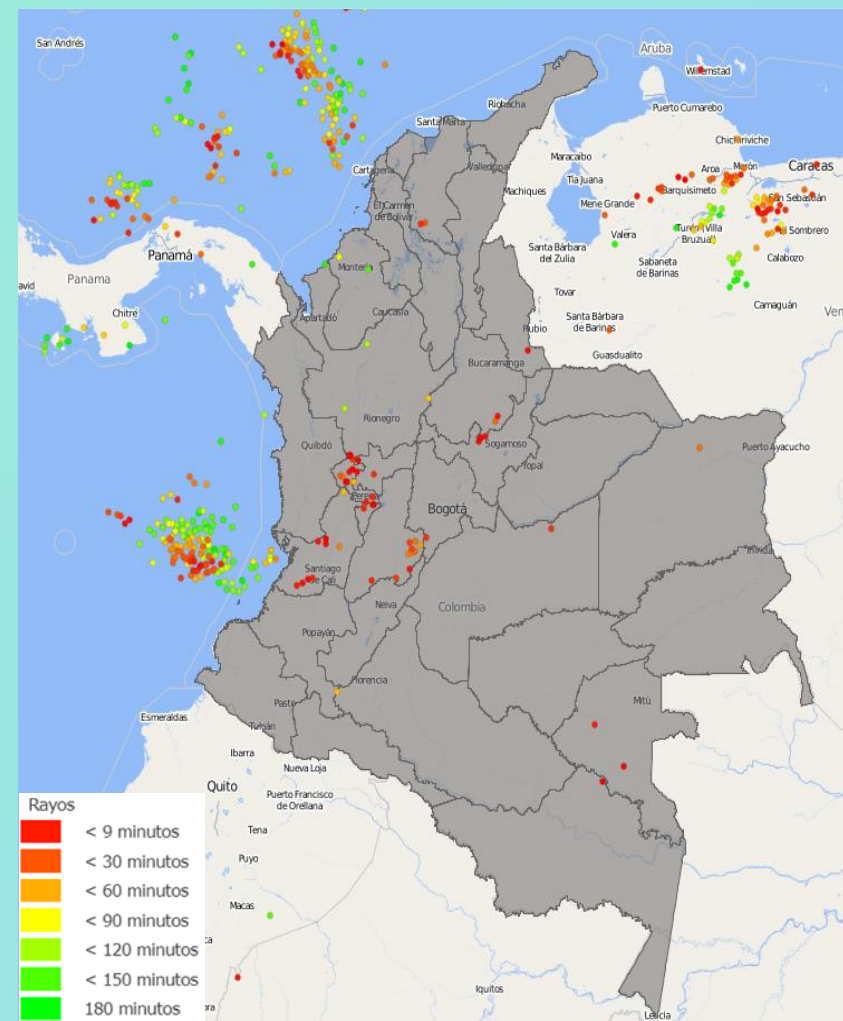 San Andrés
Aruba
Willemstad
Riohacha
Puerto Cumarebo
Santa Marta
Chichiriviche
Cartagena
Valledupar
Maracaibo
Aroa
Morón
Caracas
Tía Juana
Barquisimeto
Machiques
Mene Grande
San Sebastián
El Carmen
de Bolívar
Turén
Villa
Bruzual
Sombrero
Panamá
Valera
Santa Bárbara
del Zulia
Sabaneta
de Barinas
Calabozo
Montería
Panama
avid
Tovar
Camaguán
Chitré
Caucasia
Ven
Apartadó
Santa Bárbara
de Barinas
Rubio
Guasdualito
Bucaramanga
Rionegro
Quibdó
Sogamoso
Puerto Ayacucho
Yopal
Pereira
Bogotá
Inírida
Santiago
de Cali
Neiva
Colombia
Popayán
Florencia
Mitú
Pasto
Esmeraldas
Tulcán
Ibarra
Nueva Loja
Quito
Puerto Francisco
de Orellana
Rayos
< 9 minutos
Tena
< 30 minutos
Puyo
< 60 minutos
Macas
< 90 minutos
< 120 minutos
ca
< 150 minutos
Iquitos
180 minutos
ora
Leticia